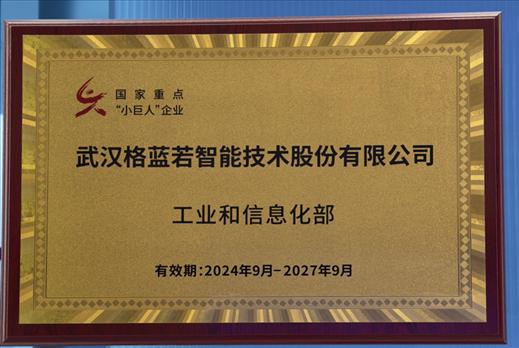 国家重点
“小巨人”企业
武汉格蓝若智能技术股份有限公司
工业和信息化部
有效期:2024年9月-2027年9月